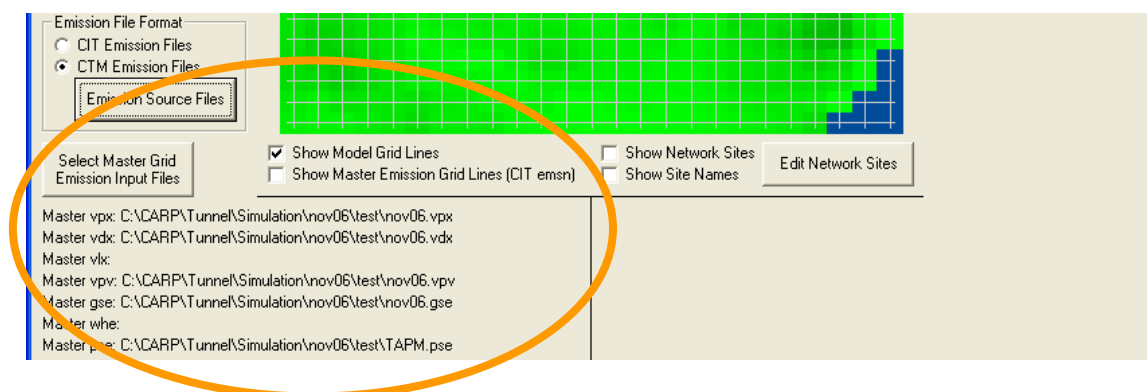 Emission File Format
CIT Emission Files
CTM Emission Files
Emission Source Files
Select Master Grid
Emission Input Files
Show Model Grid Lines
Show Master Emission Grid Lines (CIT emsn)
Show Network Sites
Show Site Names
Edit Network Sites
Master vpx: C:\CARP\Tunnel\Simulation\nov06\test\nov06.vpx
Master vdx: C:\CARP\Tunnel\Simulation\nov06\test\nov06.vdx
Master vlx:
Master vpv: C:\CARP\Tunnel\Simulation\nov06\test\nov06.vpv
Master gse: C:\CARP\Tunnel\Simulation\nov06\test\nov06.gse
Master whe:
Master pse: C:\CARP\Tunnel\Simulation\nov06\test\TAPM.pse